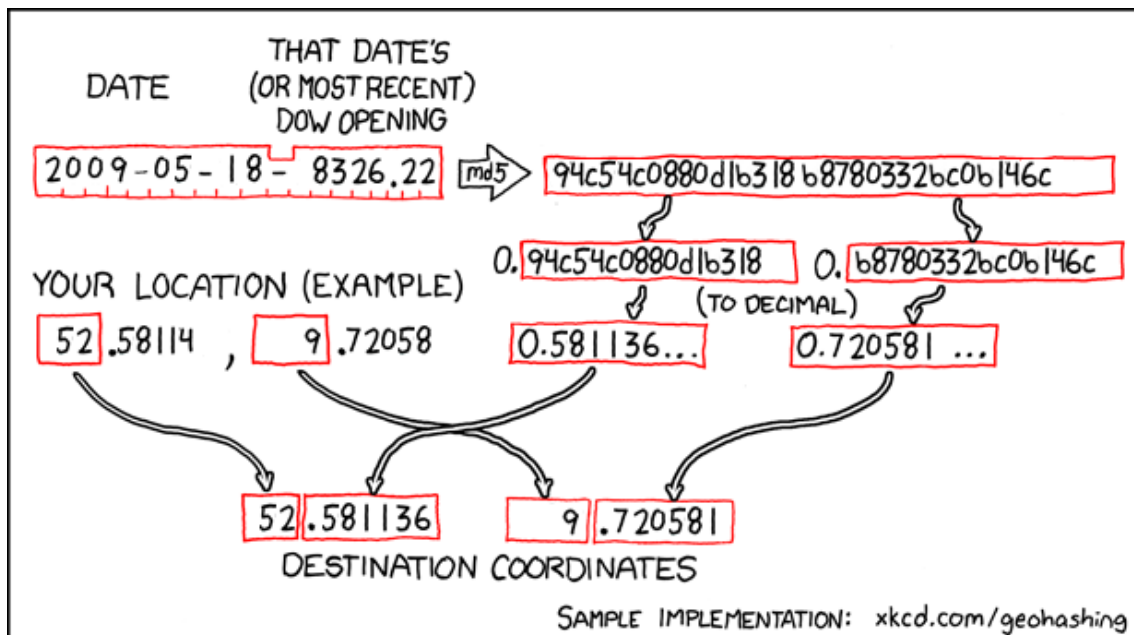 DATE
THAT DATE'S
(OR MOST RECENT)
DOW OPENING
2009-05-18-8326.22
md5
94c54c0880d1b318b8780332bc0b146c
0.94c54c0880d1b318
0.b8780332bc0b146c
(TO DECIMAL)
YOUR LOCATION (EXAMPLE)
52.58114, 9.72058
0.581136...
0.720581...
52.581136
9.720581
DESTINATION COORDINATES
SAMPLE IMPLEMENTATION: xkcd.com/geohashing